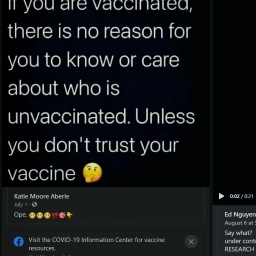 If you are vaccinated,
there is no reason for
you to know or care
about who is
unvaccinated. Unless
you don't trust your
vaccine 🤔
Katie Moore Aberle
July 1 ·
Ope.
Visit the COVID-19 Information Center for vaccine
resources.
0:02 / 0:21
Ed Nguyen
August 6 at
Say what?
under cont
RESEARCH